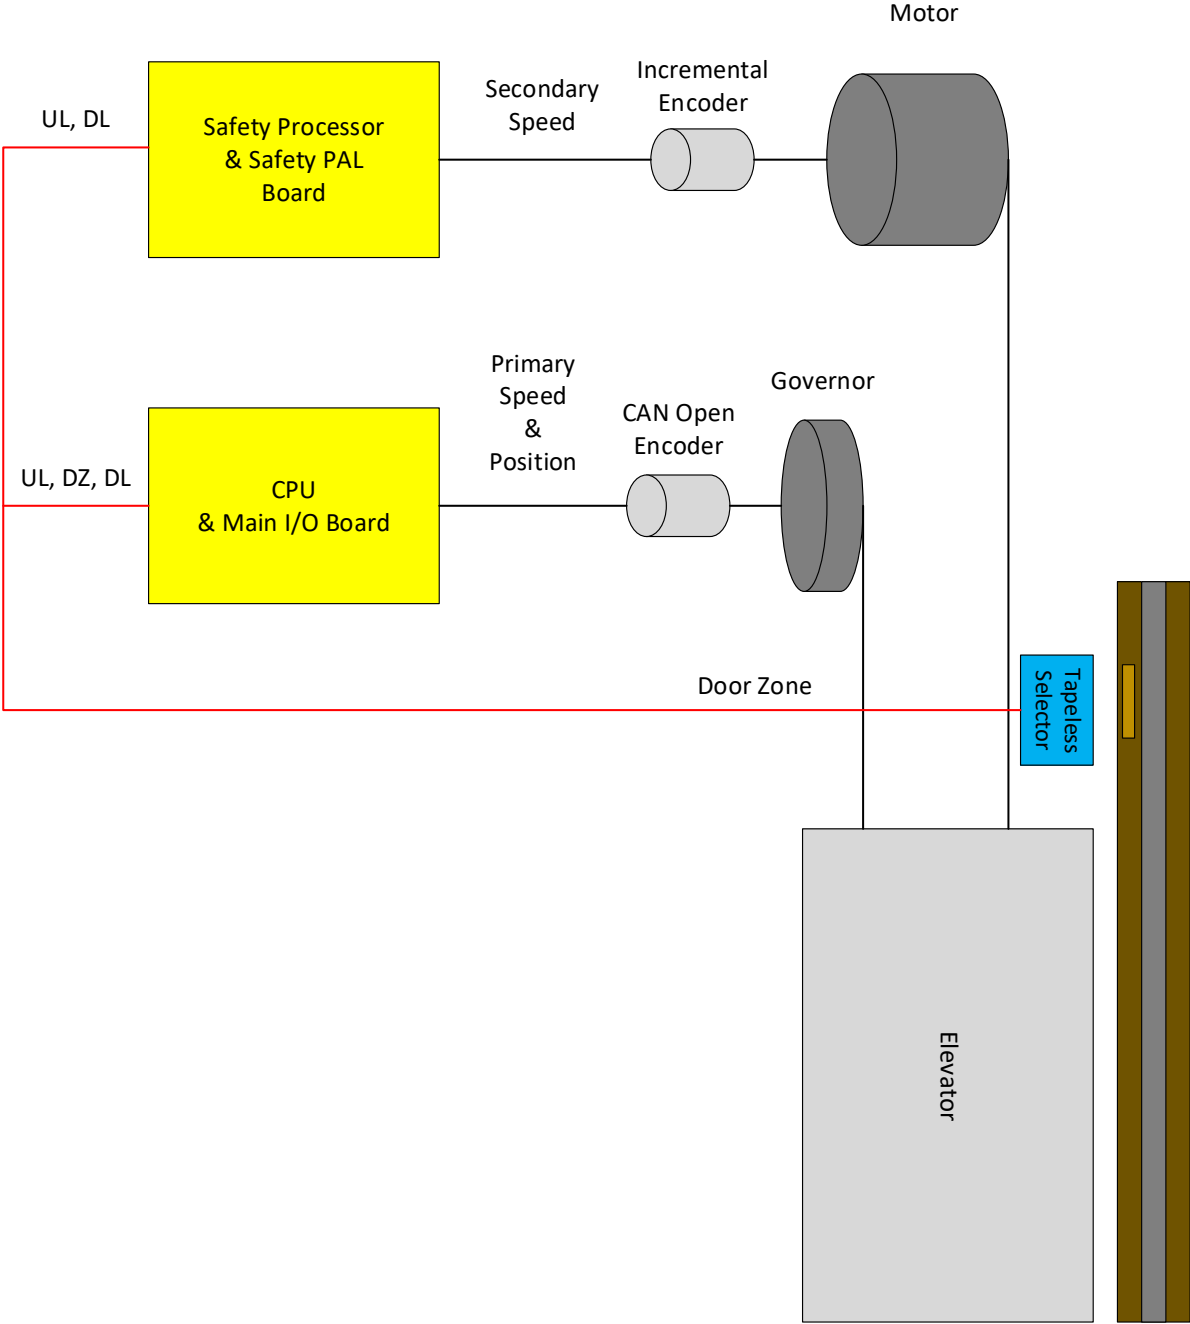 Motor
Incremental
Encoder
Secondary
Speed
UL, DL
Safety Processor
& Safety PAL
Board
Primary
Speed
&
Position
Governor
CAN Open
Encoder
UL, DZ, DL
CPU
& Main I/O Board
Door Zone
Tapeless
Selector
Elevator